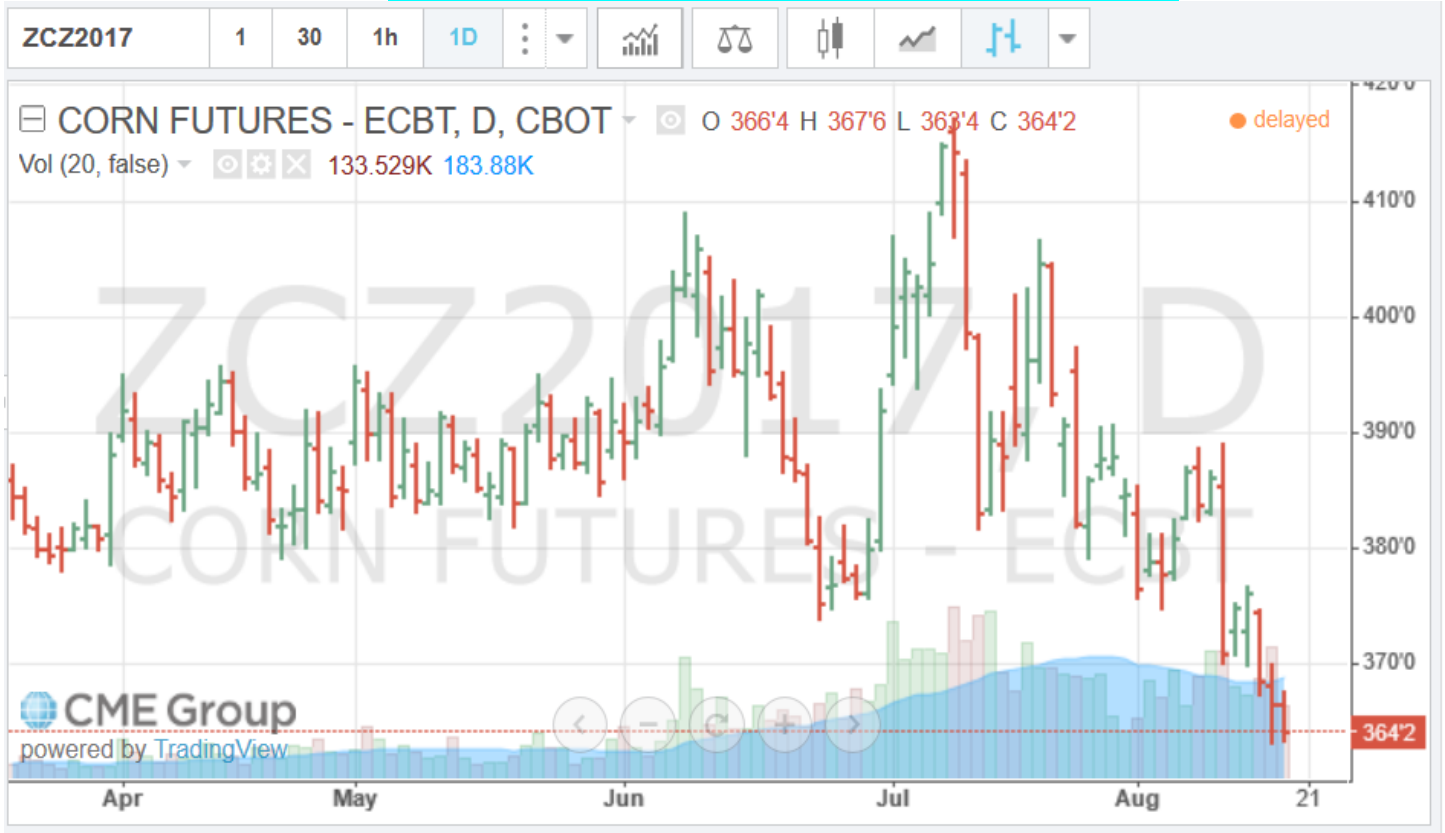 ZCZ2017 1 30 1h 1D
CORN FUTURES - ECBT, D, CBOT O 366'4 H 367'6 L 363'4 C 364'2 delayed
Vol (20, false) 133.529K 183.88K
420'0
410'0
400'0
390'0
380'0
370'0
364'2
ZCZ2017, D
CORN FUTURES - ECBT
CME Group
powered by TradingView
Apr May Jun Jul Aug 21